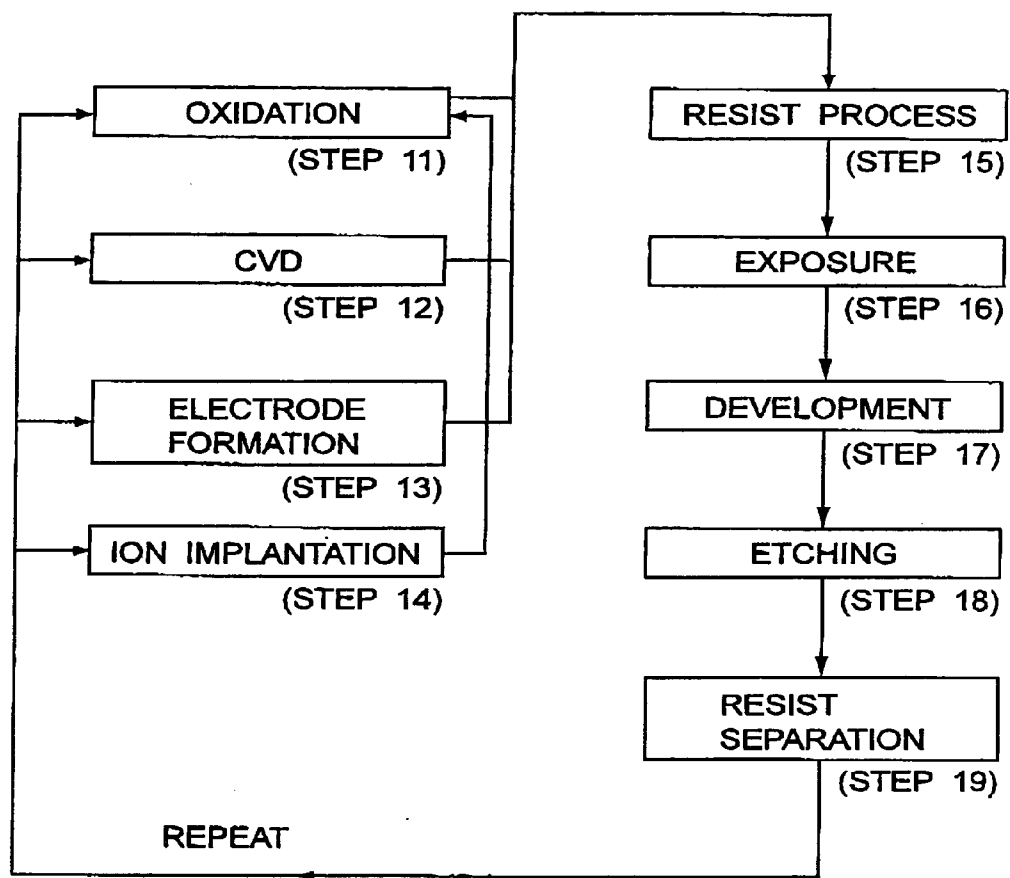 OXIDATION
(STEP 11)
CVD
(STEP 12)
ELECTRODE
FORMATION
(STEP 13)
ION IMPLANTATION
(STEP 14)
RESIST PROCESS
(STEP 15)
EXPOSURE
(STEP 16)
DEVELOPMENT
(STEP 17)
ETCHING
(STEP 18)
RESIST
SEPARATION
(STEP 19)
REPEAT